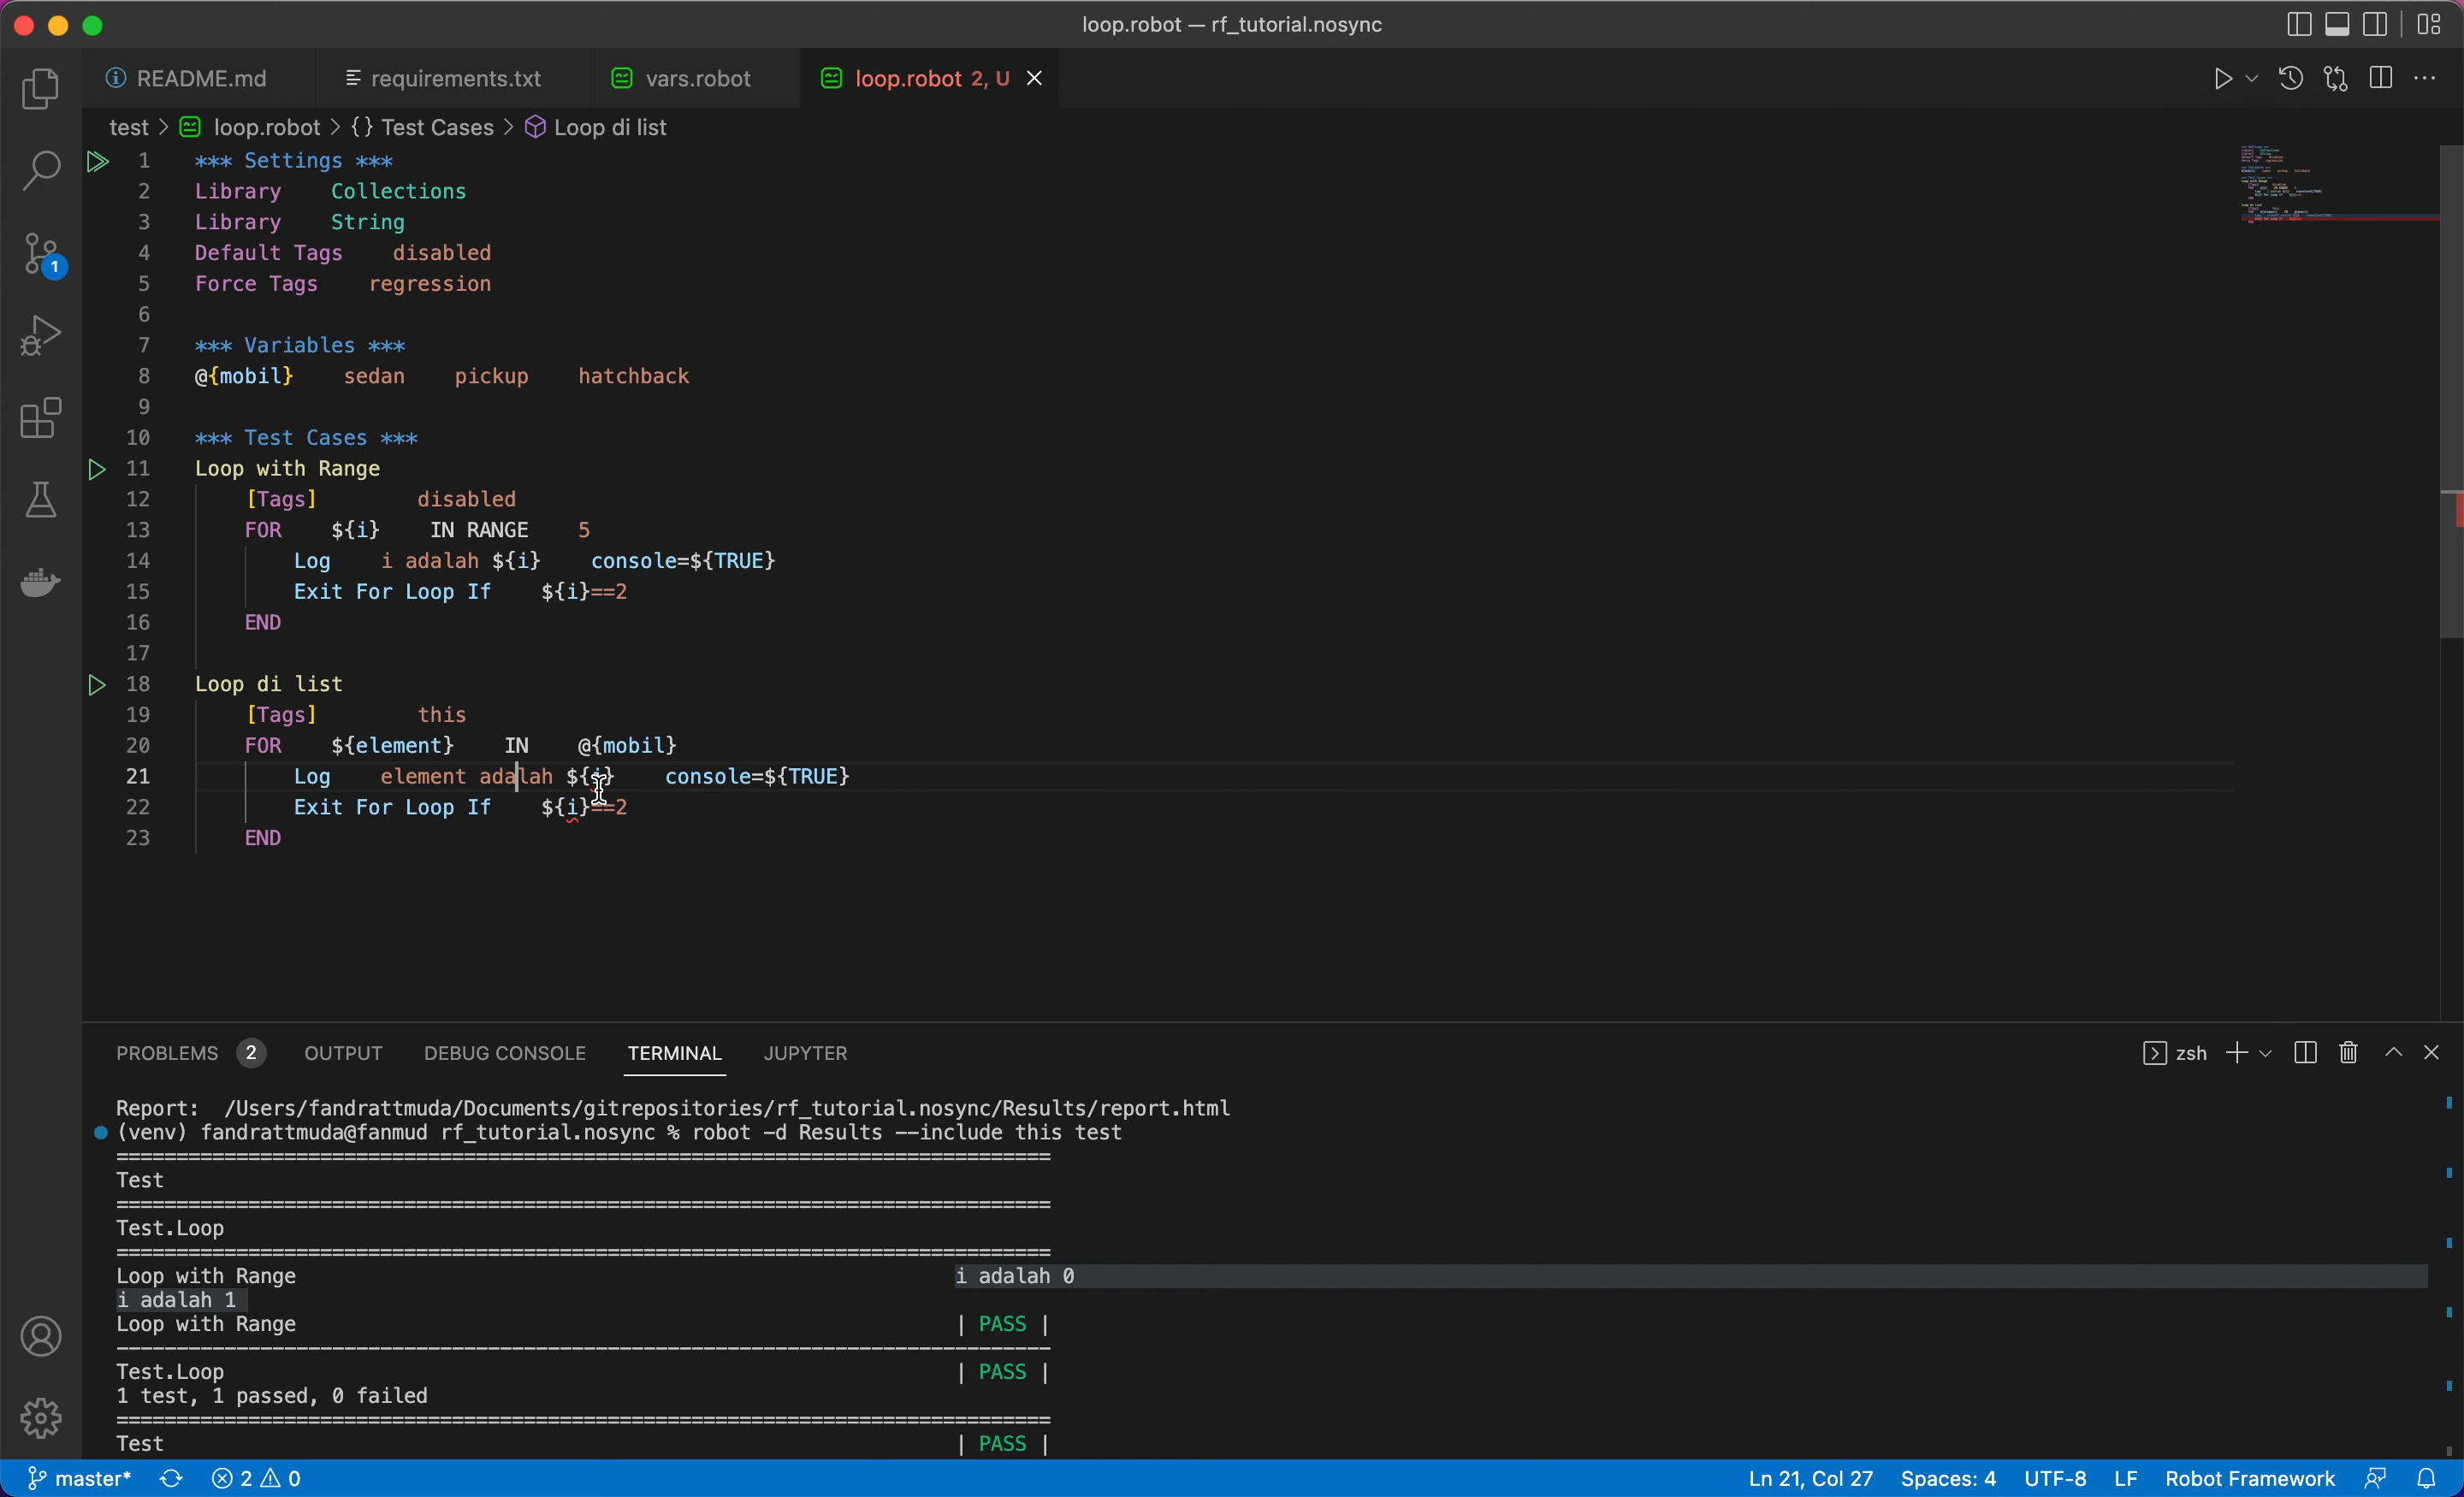 loop.robot — rf_tutorial.nosync
README.md requirements.txt vars.robot loop.robot 2, U
test > loop.robot > {} Test Cases > Loop di list
1 *** Settings ***
2 Library    Collections
3 Library    String
4 Default Tags    disabled
5 Force Tags    regression
6
7 *** Variables ***
8 @{mobil}    sedan    pickup    hatchback
9
10 *** Test Cases ***
11 Loop with Range
12     [Tags]        disabled
13     FOR    ${i}    IN RANGE    5
14         Log    i adalah ${i}    console=${TRUE}
15         Exit For Loop If    ${i}==2
16     END
17
18 Loop di list
19     [Tags]        this
20     FOR    ${element}    IN    @{mobil}
21         Log    element adalah ${i}    console=${TRUE}
22         Exit For Loop If    ${i}==2
23     END
1
PROBLEMS 2 OUTPUT DEBUG CONSOLE TERMINAL JUPYTER zsh
Report:  /Users/fandrattmuda/Documents/gitrepositories/rf_tutorial.nosync/Results/report.html
(venv) fandrattmuda@fanmud rf_tutorial.nosync % robot -d Results --include this test
==============================================================================
Test
==============================================================================
Test.Loop
==============================================================================
Loop with Range                                                       i adalah 0
i adalah 1
Loop with Range                                                       | PASS |
------------------------------------------------------------------------------
Test.Loop                                                             | PASS |
1 test, 1 passed, 0 failed
==============================================================================
Test                                                                  | PASS |
master* 2 0 Ln 21, Col 27 Spaces: 4 UTF-8 LF Robot Framework